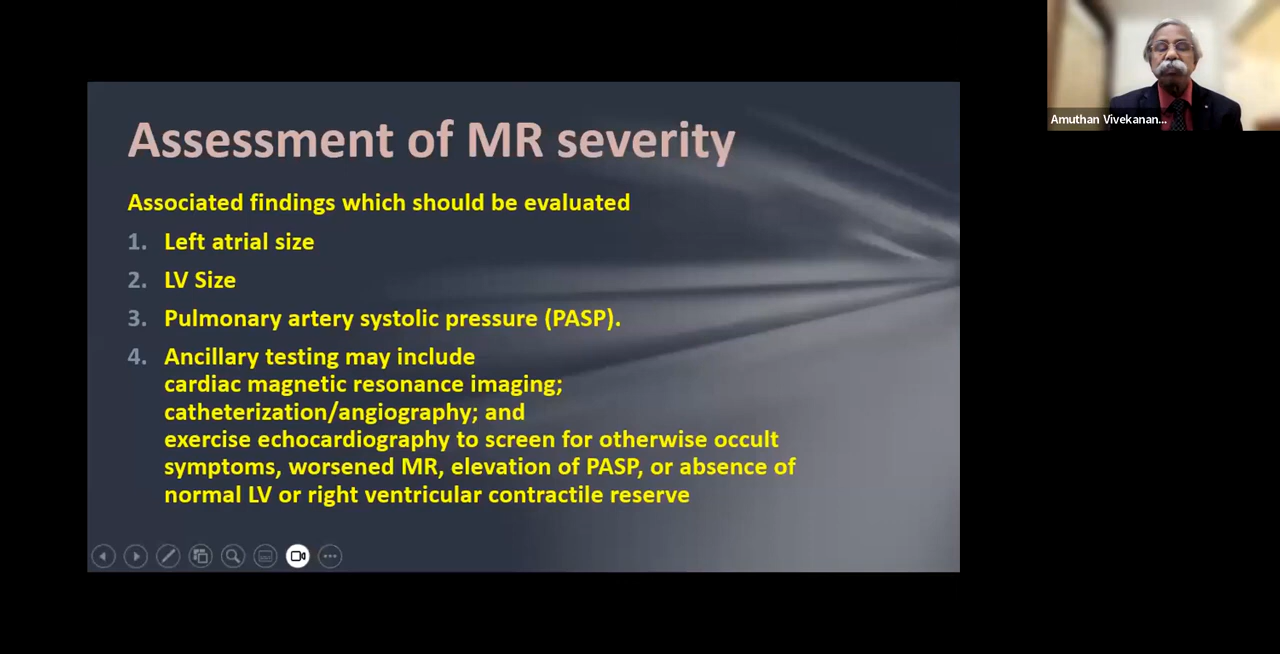 Assessment of MR severity
Associated findings which should be evaluated
1. Left atrial size
2. LV Size
3. Pulmonary artery systolic pressure (PASP).
4. Ancillary testing may include
cardiac magnetic resonance imaging;
catheterization/angiography; and
exercise echocardiography to screen for otherwise occult
symptoms, worsened MR, elevation of PASP, or absence of
normal LV or right ventricular contractile reserve
Amuthan Vivekanan...